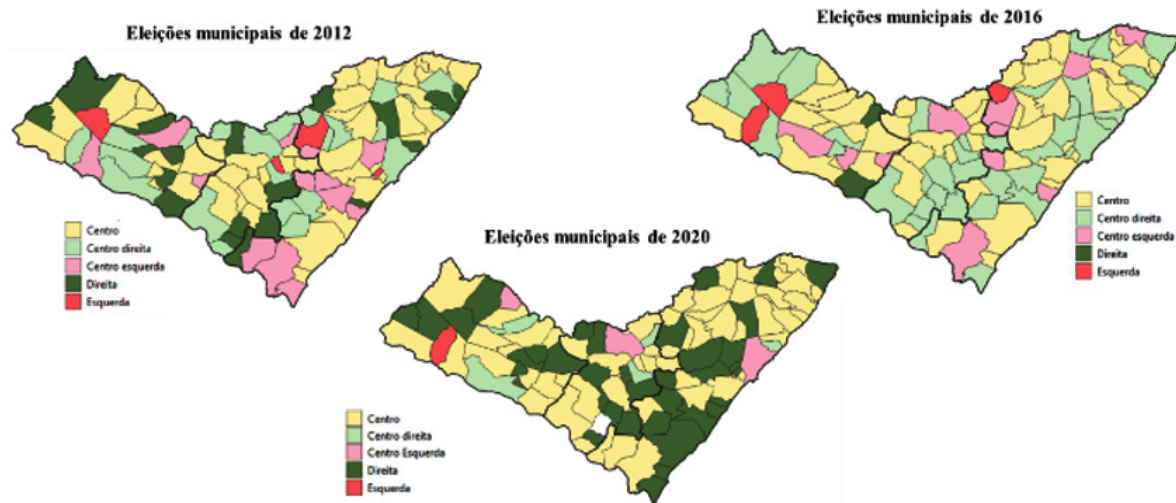 Eleições municipais de 2012
Eleições municipais de 2016
Centro
Centro direita
Centro esquerda
Direita
Esquerda
Centro
Centro direita
Centro esquerda
Direita
Esquerda
Eleições municipais de 2020
Centro
Centro direita
Centro Esquerda
Direita
Esquerda